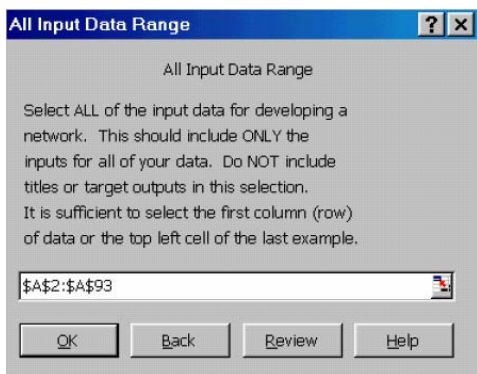 All Input Data Range
All Input Data Range
Select ALL of the input data for developing a
network. This should include ONLY the
inputs for all of your data. Do NOT include
titles or target outputs in this selection.
It is sufficient to select the first column (row)
of data or the top left cell of the last example.
$A$2:$A$93
OK Back Review Help